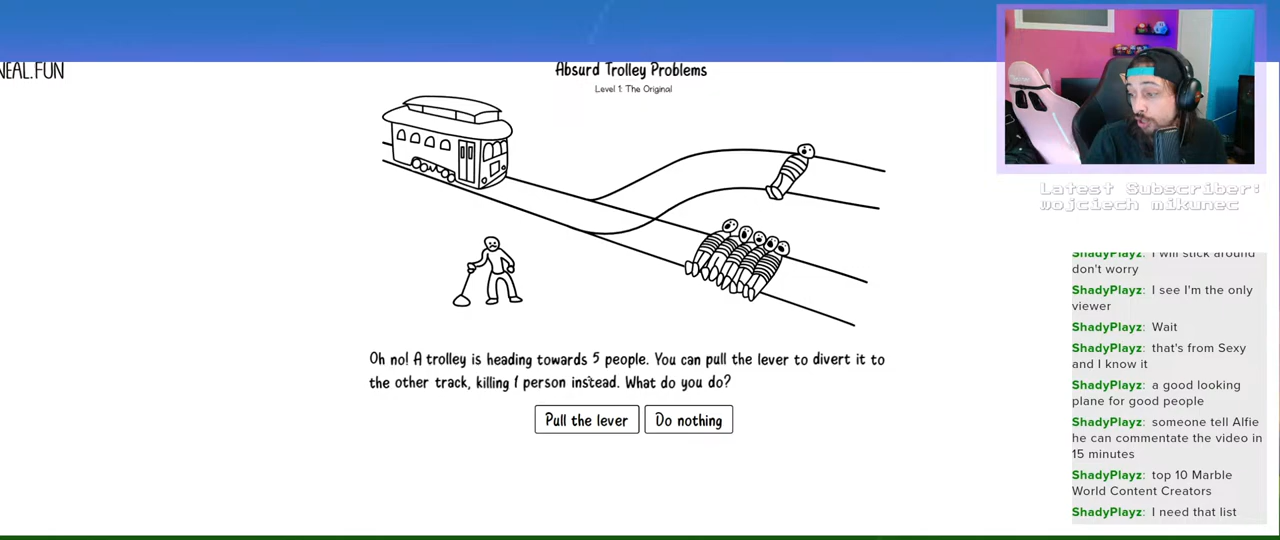 NEAL.FUN
Absurd Trolley Problems
Level 1: The Original
Oh no! A trolley is heading towards 5 people. You can pull the lever to divert it to
the other track, killing 1 person instead. What do you do?
Pull the lever
Do nothing
Latest Subscriber:
wojciech mikunec
ShadyPlayz: I will stick around
don't worry
ShadyPlayz: I see I'm the only
viewer
ShadyPlayz: Wait
ShadyPlayz: that's from Sexy
and I know it
ShadyPlayz: a good looking
plane for good people
ShadyPlayz: someone tell Alfie
he can commentate the video in
15 minutes
ShadyPlayz: top 10 Marble
World Content Creators
ShadyPlayz: I need that list